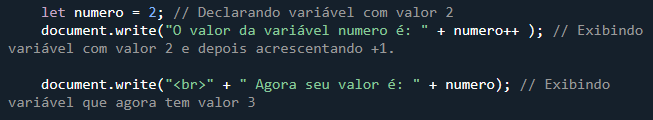 let numero = 2; // Declarando variável com valor 2
document.write("O valor da variável numero é: " + numero++ ); // Exibindo
variável com valor 2 e depois acrescentando +1.
document.write("<br>" + " Agora seu valor é: " + numero); // Exibindo
variável que agora tem valor 3